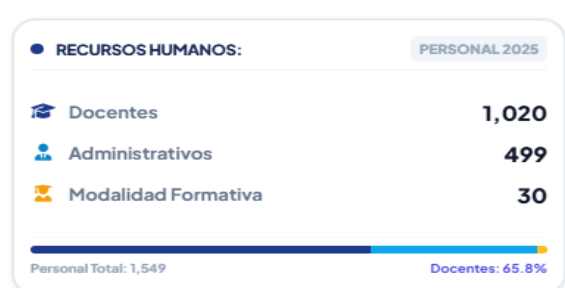 RECURSOS HUMANOS: PERSONAL 2025
Docentes 1,020
Administrativos 499
Modalidad Formativa 30
Personal Total: 1,549 Docentes: 65.8%